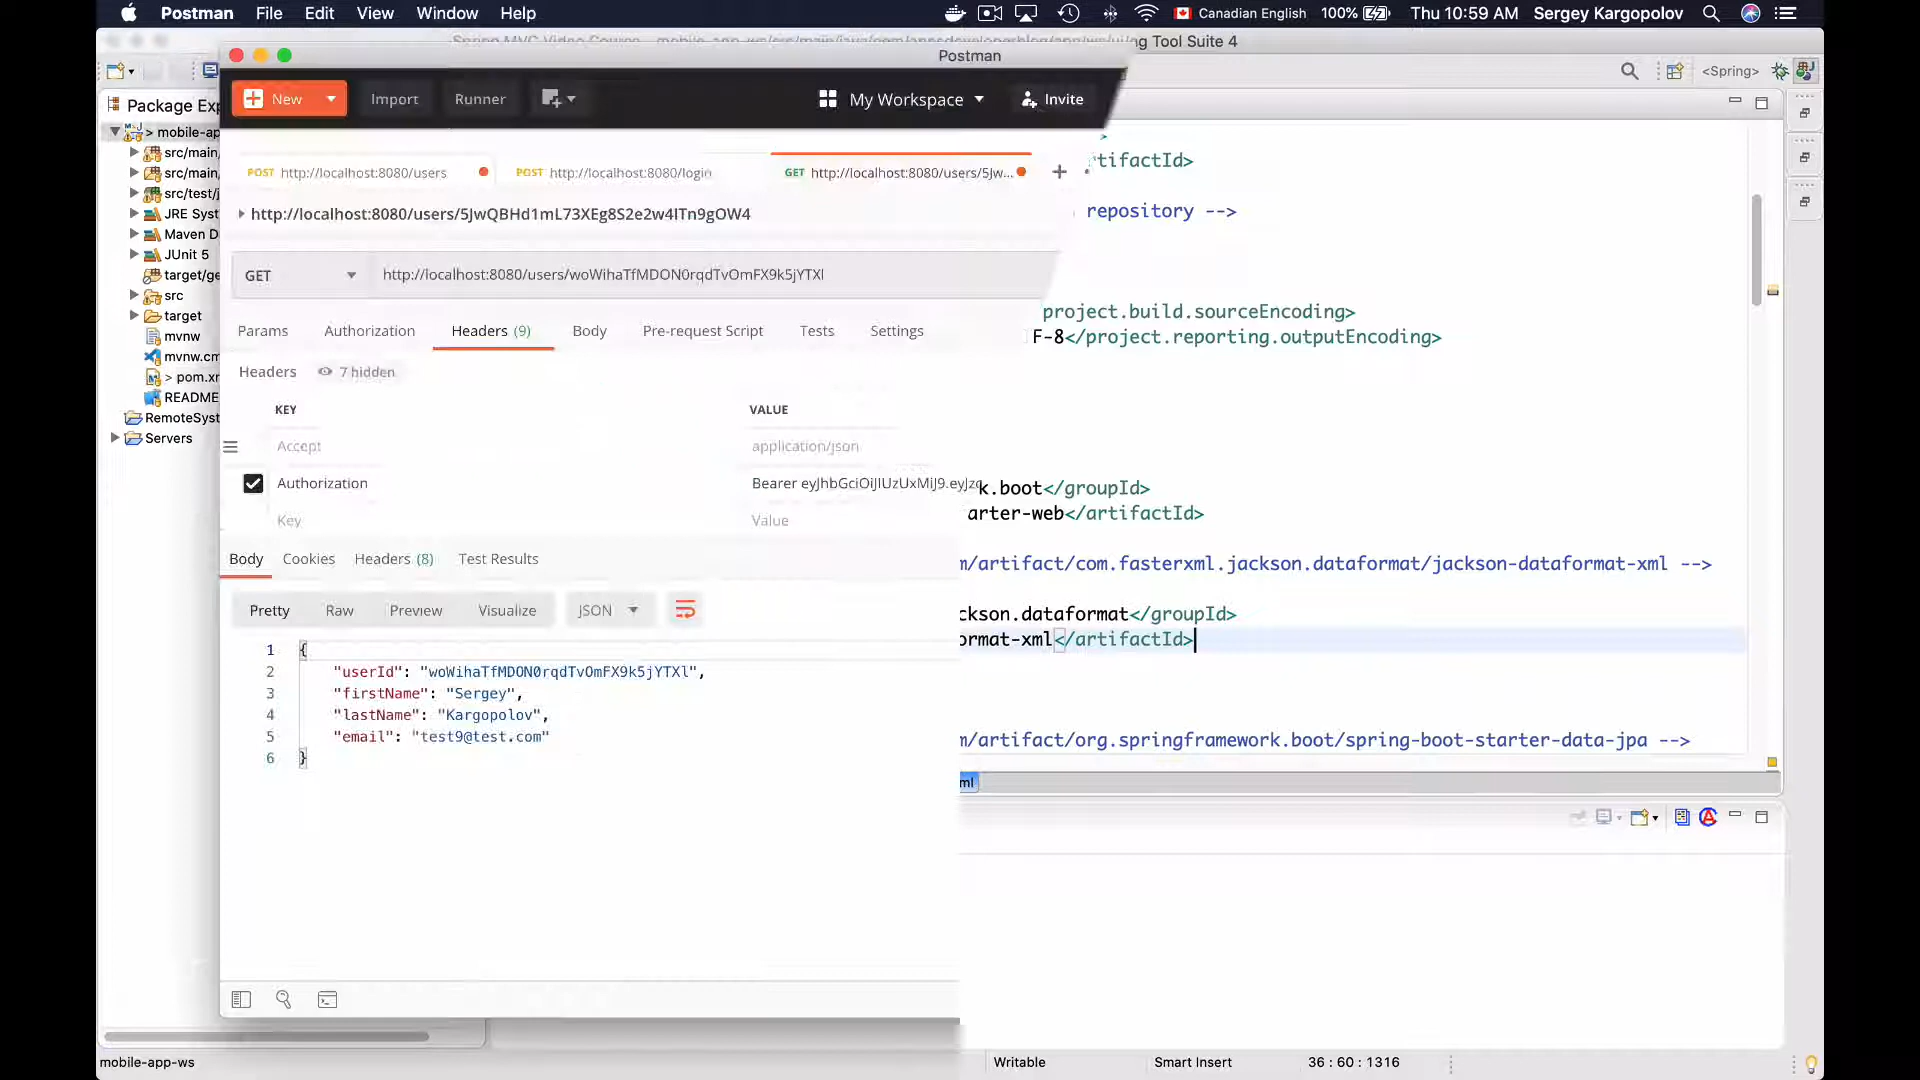 Postman File Edit View Window Help Canadian English 100% Thu 10:59 AM Sergey Kargopolov
ng Tool Suite 4
Postman
<Spring>
New Import Runner My Workspace Invite
Package Exp
> mobile-ap
src/main/
src/main/
src/test/j
JRE Syst
Maven D
JUnit 5
target/ge
src
target
mvnw
mvnw.cm
> pom.xm
README
RemoteSyst
Servers
POST http://localhost:8080/users
POST http://localhost:8080/login
GET http://localhost:8080/users/5Jw...
http://localhost:8080/users/5JwQBHd1mL73XEg8S2e2w4ITn9gOW4
GET http://localhost:8080/users/woWihaTfMDON0rqdTvOmFX9k5jYTXl
Params Authorization Headers (9) Body Pre-request Script Tests Settings
Headers 7 hidden
KEY VALUE
Accept application/json
Authorization Bearer eyJhbGciOiJIUzUxMiJ9.eyJzd
Key Value
Body Cookies Headers (8) Test Results
Pretty Raw Preview Visualize JSON
1 {
2 "userId": "woWihaTfMDON0rqdTvOmFX9k5jYTXl",
3 "firstName": "Sergey",
4 "lastName": "Kargopolov",
5 "email": "test9@test.com"
6 }
>
rtifactId>
repository -->
project.build.sourceEncoding>
F-8</project.reporting.outputEncoding>
k.boot</groupId>
arter-web</artifactId>
m/artifact/com.fasterxml.jackson.dataformat/jackson-dataformat-xml -->
ckson.dataformat</groupId>
ormat-xml</artifactId>
m/artifact/org.springframework.boot/spring-boot-starter-data-jpa -->
ml
mobile-app-ws Writable Smart Insert 36 : 60 : 1316